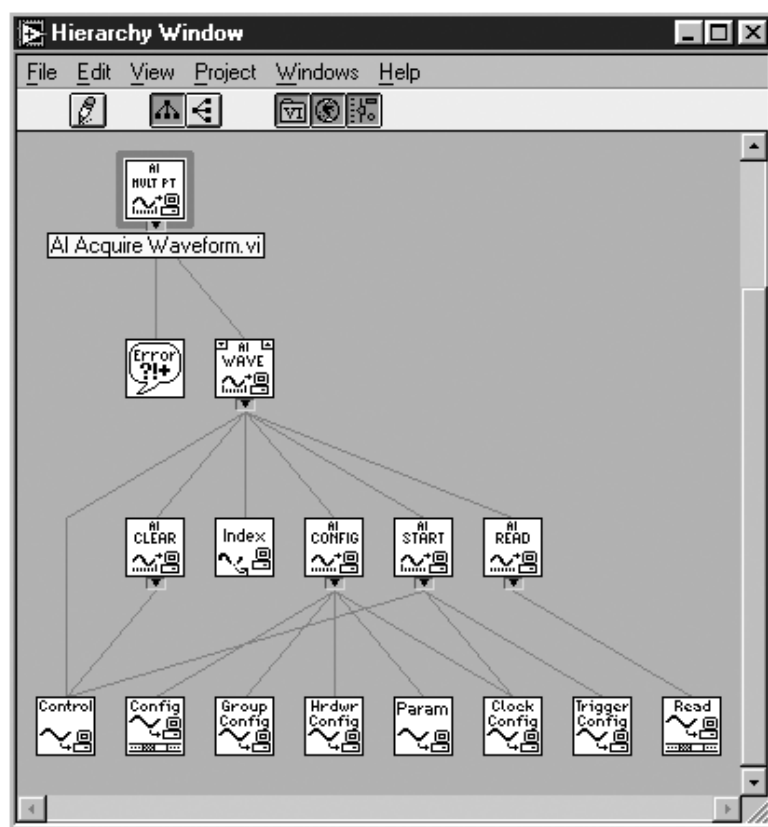 Hierarchy Window
File Edit View Project Windows Help
VI
AI
MULT PT
AI Acquire Waveform.vi
Error
?!+
AI
WAVE
AI
CLEAR
Index
AI
CONFIG
AI
START
AI
READ
Control
Config
Group
Config
Hrdwr
Config
Param
Clock
Config
Trigger
Config
Read